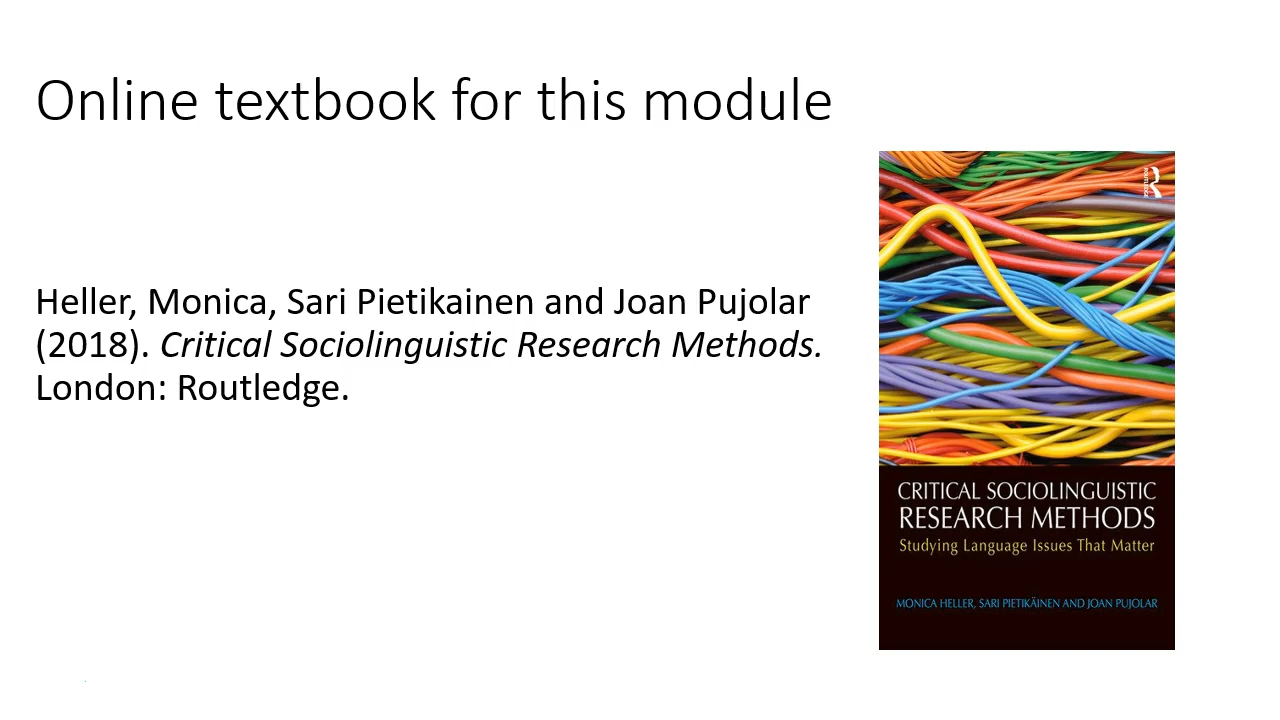 Online textbook for this module
Heller, Monica, Sari Pietikainen and Joan Pujolar
(2018). Critical Sociolinguistic Research Methods.
London: Routledge.
ROUTLEDGE
CRITICAL SOCIOLINGUISTIC
RESEARCH METHODS
Studying Language Issues That Matter
MONICA HELLER, SARI PIETIKÄINEN AND JOAN PUJOLAR